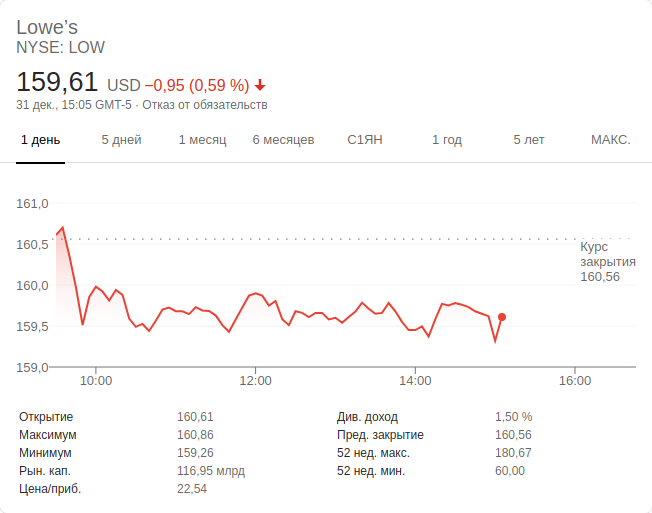 Lowe's
NYSE: LOW
159,61 USD −0,95 (0,59 %)
31 дек., 15:05 GMT-5 · Отказ от обязательств
1 день 5 дней 1 месяц 6 месяцев С1ЯН 1 год 5 лет МАКС.
161,0
160,5
160,0
159,5
159,0
Курс
закрытия
160,56
10:00 12:00 14:00 16:00
Открытие 160,61 Див. доход 1,50 %
Максимум 160,86 Пред. закрытие 160,56
Минимум 159,26 52 нед. макс. 180,67
Рын. кап. 116,95 млрд 52 нед. мин. 60,00
Цена/приб. 22,54